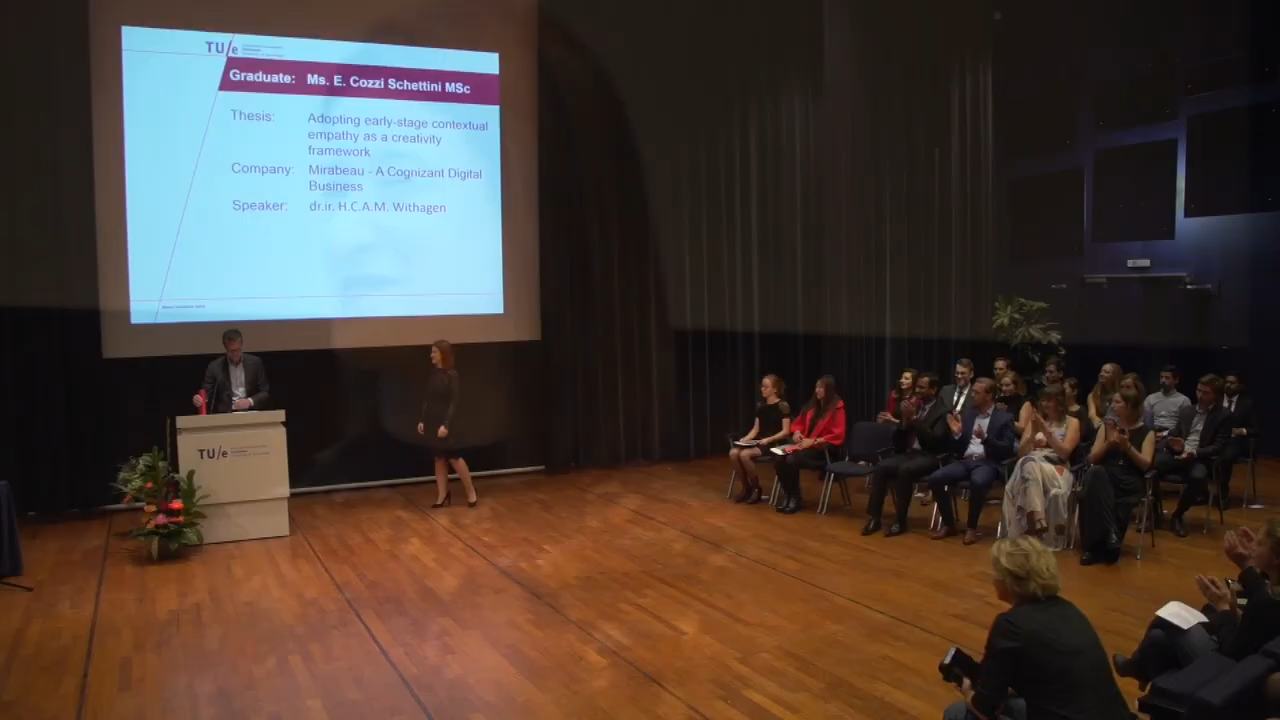 TU/e
Graduate: Ms. E. Cozzi Schettini MSc
Thesis: Adopting early-stage contextual
empathy as a creativity
framework
Company: Mirabeau - A Cognizant Digital
Business
Speaker: dr.ir. H.C.A.M. Withagen
TU/e